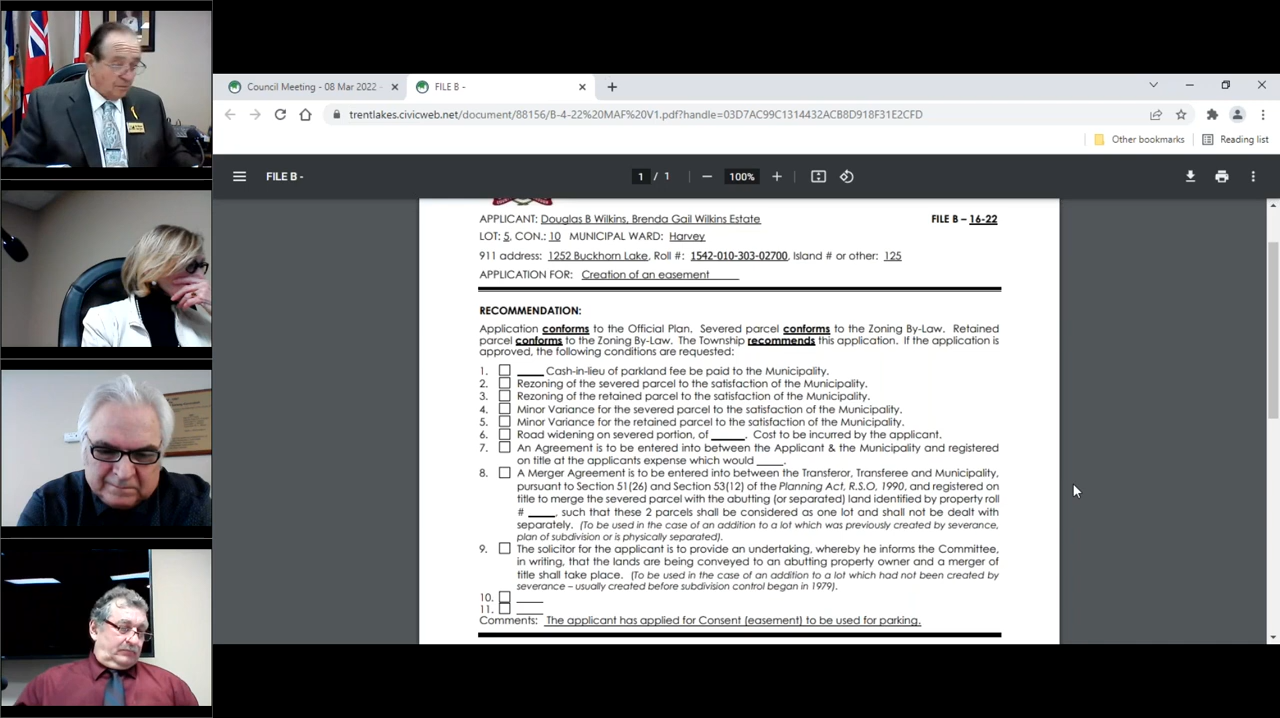 Council Meeting - 08 Mar 2022 -
FILE B -
trentlakes.civicweb.net/document/88156/B-4-22%20MAF%20V1.pdf?handle=03D7AC99C1314432ACB8D918F31E2CFD
Other bookmarks
Reading list
FILE B -
1 / 1
100%
APPLICANT: Douglas B Wilkins, Brenda Gail Wilkins Estate FILE B – 16-22
LOT: 5, CON.: 10 MUNICIPAL WARD: Harvey
911 address: 1252 Buckhorn Lake, Roll #: 1542-010-303-02700, Island # or other: 125
APPLICATION FOR: Creation of an easement
RECOMMENDATION:
Application conforms to the Official Plan. Severed parcel conforms to the Zoning By-Law. Retained
parcel conforms to the Zoning By-Law. The Township recommends this application. If the application is
approved, the following conditions are requested:
1. ____ Cash-in-lieu of parkland fee be paid to the Municipality.
2. Rezoning of the severed parcel to the satisfaction of the Municipality.
3. Rezoning of the retained parcel to the satisfaction of the Municipality.
4. Minor Variance for the severed parcel to the satisfaction of the Municipality.
5. Minor Variance for the retained parcel to the satisfaction of the Municipality.
6. Road widening on severed portion, of _____. Cost to be incurred by the applicant.
7. An Agreement is to be entered into between the Applicant & the Municipality and registered
on title at the applicants expense which would ____.
8. A Merger Agreement is to be entered into between the Transferor, Transferee and Municipality,
pursuant to Section 51(26) and Section 53(12) of the Planning Act, R.S.O, 1990, and registered on
title to merge the severed parcel with the abutting (or separated) land identified by property roll
# ____, such that these 2 parcels shall be considered as one lot and shall not be dealt with
separately. (To be used in the case of an addition to a lot which was previously created by severance,
plan of subdivision or is physically separated).
9. The solicitor for the applicant is to provide an undertaking, whereby he informs the Committee,
in writing, that the lands are being conveyed to an abutting property owner and a merger of
title shall take place. (To be used in the case of an addition to a lot which had not been created by
severance – usually created before subdivision control began in 1979).
10. ____
11. ____
Comments: The applicant has applied for Consent (easement) to be used for parking.